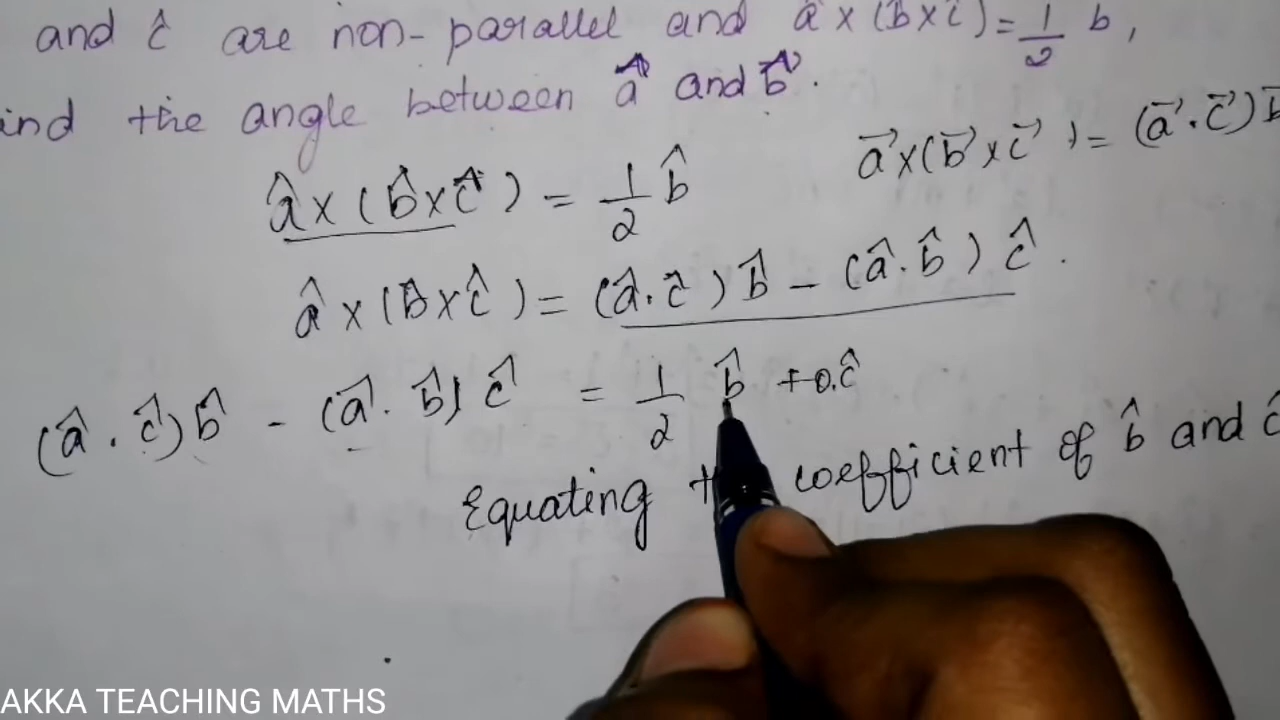 and ĉ are non-parallel and â×(b̂×ĉ)=1/2 b,
ind the angle between a⃗ and b⃗.
a⃗×(b⃗×c⃗)=(a⃗.c⃗)b⃗
â×(b̂×ĉ)=1/2 b̂
â×(b̂×ĉ)=(â.ĉ)b̂-(â.b̂)ĉ.
(â.ĉ)b̂-(â.b̂)ĉ=1/2 b̂+0.ĉ
Equating coefficient of b̂ and ĉ
AKKA TEACHING MATHS